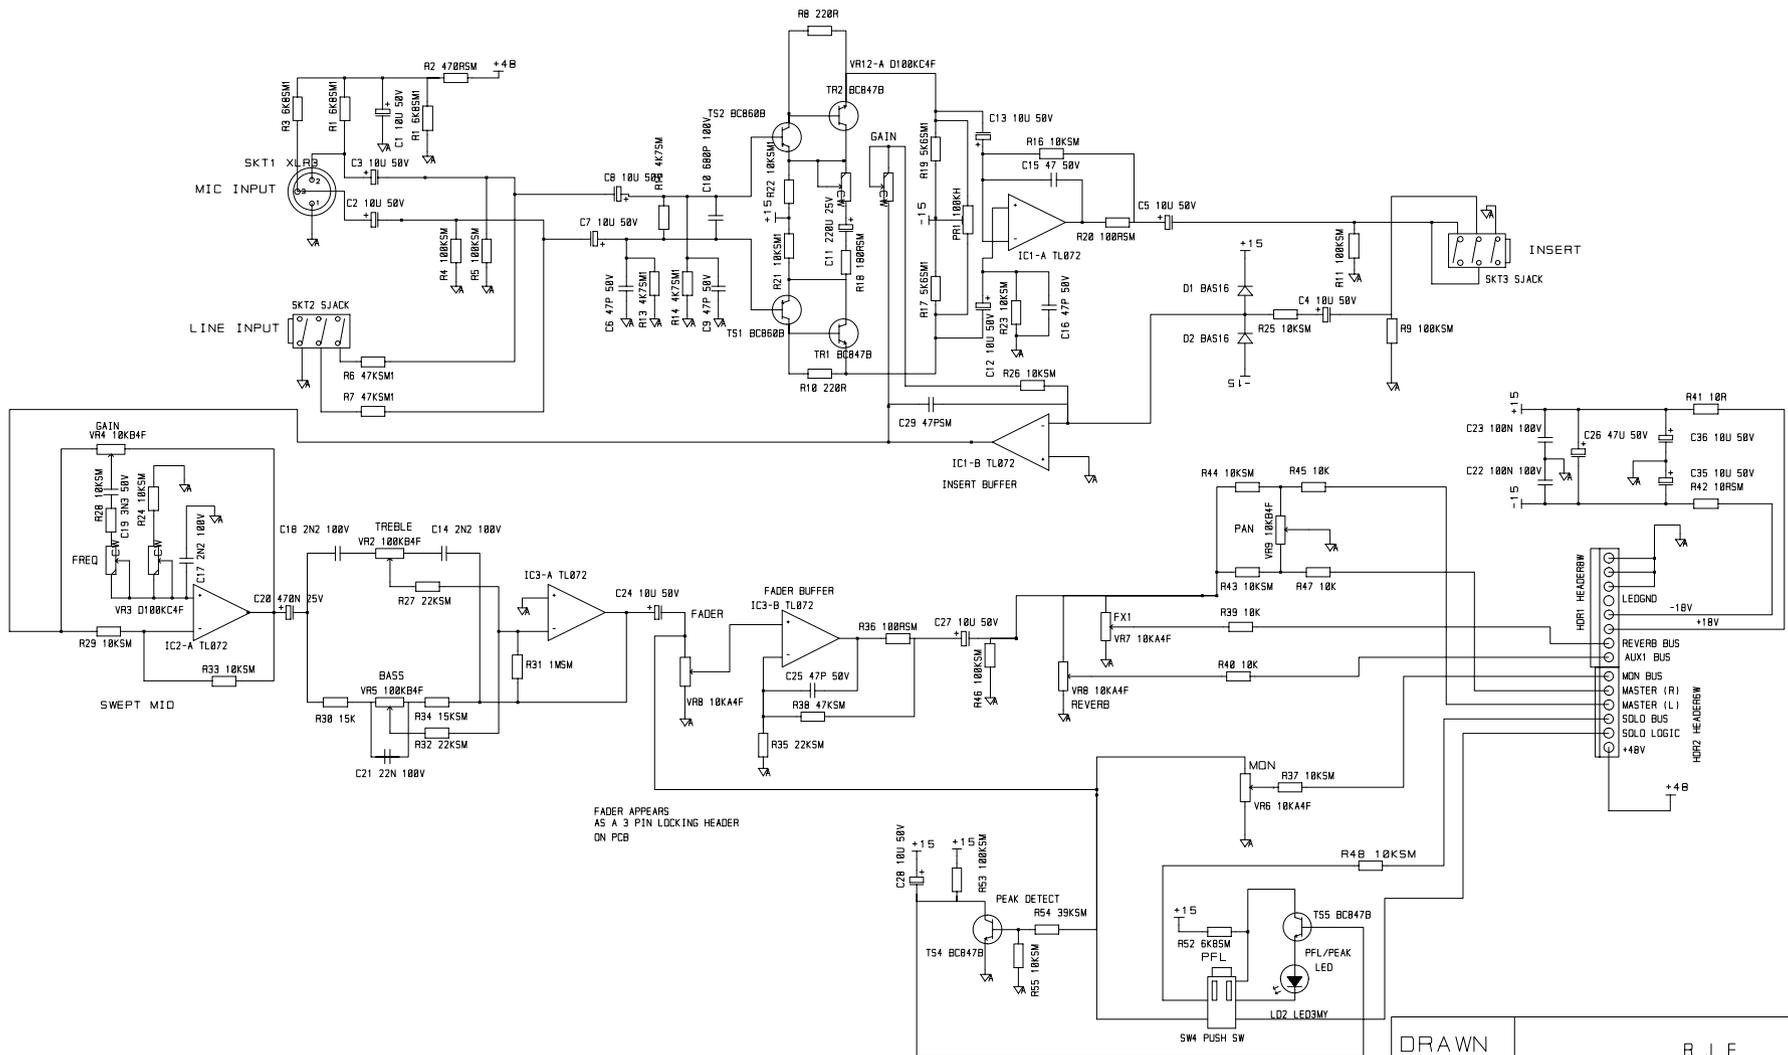 R8 220R
R2 470RSM
+48
VR12-A D100KC4F
TR2 BC847B
TS2 BC860B
R3 6K8SM1
R1 6K8SM1
C1 10U 50V
R1 6K8SM1
SKT1 XLR3
MIC INPUT
2
3
1
C3 10U 50V
C2 10U 50V
R4 100KSM
R5 100KSM
C8 10U 50V
C7 10U 50V
4K7SM
C10 680P 100V
R22 10KSM1
+15
R21 10KSM1
C11 220U 25V
R18 180RSM
CW
GAIN
CW
R19 5K6SM1
-15
PR1 100KH
R17 5K6SM1
C13 10U 50V
R16 10KSM
C15 47 50V
IC1-A TL072
R20 100RSM
C5 10U 50V
C12 10U 50V
R23 10KSM
C16 47P 50V
R11 100KSM
INSERT
SKT3 SJACK
+15
D1 BAS16
D2 BAS16
-15
C4 10U 50V
R25 10KSM
R9 100KSM
C6 47P 50V
R13 4K7SM1
R14 4K7SM1
C9 47P 50V
TS1 BC860B
TR1 BC847B
R10 220R
R26 10KSM
C29 47PSM
IC1-B TL072
INSERT BUFFER
SKT2 SJACK
LINE INPUT
R6 47KSM1
R7 47KSM1
GAIN
VR4 10KB4F
R28 10KSM
C19 3N3 50V
R24 10KSM
C17 2N2 100V
FREQ
CW
CW
VR3 D100KC4F
R29 10KSM
IC2-A TL072
R33 10KSM
SWEPT MID
C20 470N 25V
C18 2N2 100V
TREBLE
VR2 100KB4F
C14 2N2 100V
R27 22KSM
IC3-A TL072
R31 1MSM
BASS
VR5 100KB4F
R30 15K
R34 15KSM
R32 22KSM
C21 22N 100V
C24 10U 50V
FADER
VR8 10KA4F
FADER BUFFER
IC3-B TL072
R36 100RSM
C25 47P 50V
R38 47KSM
R35 22KSM
C27 10U 50V
R46 100KSM
FX1
VR7 10KA4F
VR8 10KA4F
REVERB
R39 10K
R40 10K
R44 10KSM
R45 10K
PAN
VR9 10KB4F
R43 10KSM
R47 10K
+15
R41 10R
C23 100N 100V
C26 47U 50V
C36 10U 50V
C22 100N 100V
C35 10U 50V
-15
R42 10RSM
HDR1 HEADER8W
LEDGND
-18V
+18V
REVERB BUS
AUX1 BUS
MON BUS
MASTER (R)
MASTER (L)
SOLO BUS
SOLO LOGIC
+48V
HDR2 HEADER6W
+48
MON
VR6 10KA4F
R37 10KSM
FADER APPEARS
AS A 3 PIN LOCKING HEADER
ON PCB
C28 10U 50V
+15
+15
R53 100KSM
PEAK DETECT
R54 39KSM
TS4 BC847B
R55 10KSM
R48 10KSM
+15
R52 6K8SM
PFL
TS5 BC847B
PFL/PEAK
LED
LD2 LED3MY
SW4 PUSH SW
DRAWN
R J F